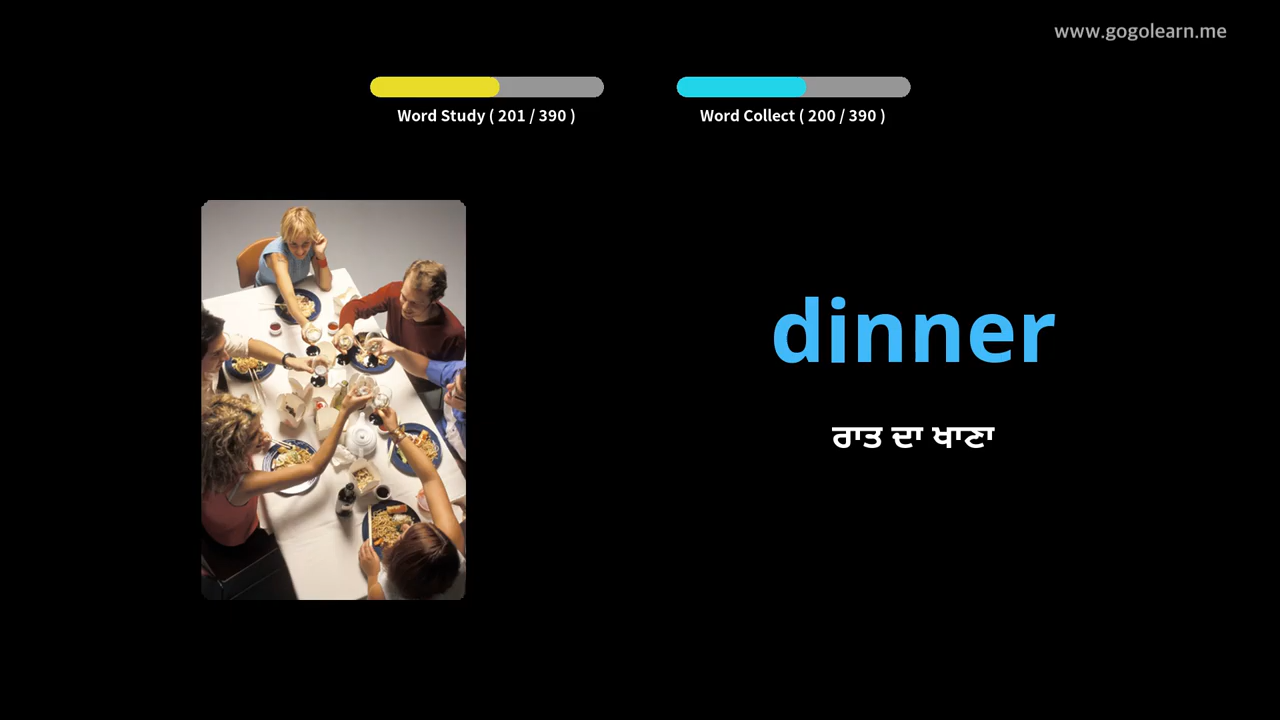 www.gogolearn.me
Word Study ( 201 / 390 )
Word Collect ( 200 / 390 )
dinner
ਰਾਤ ਦਾ ਖਾਣਾ